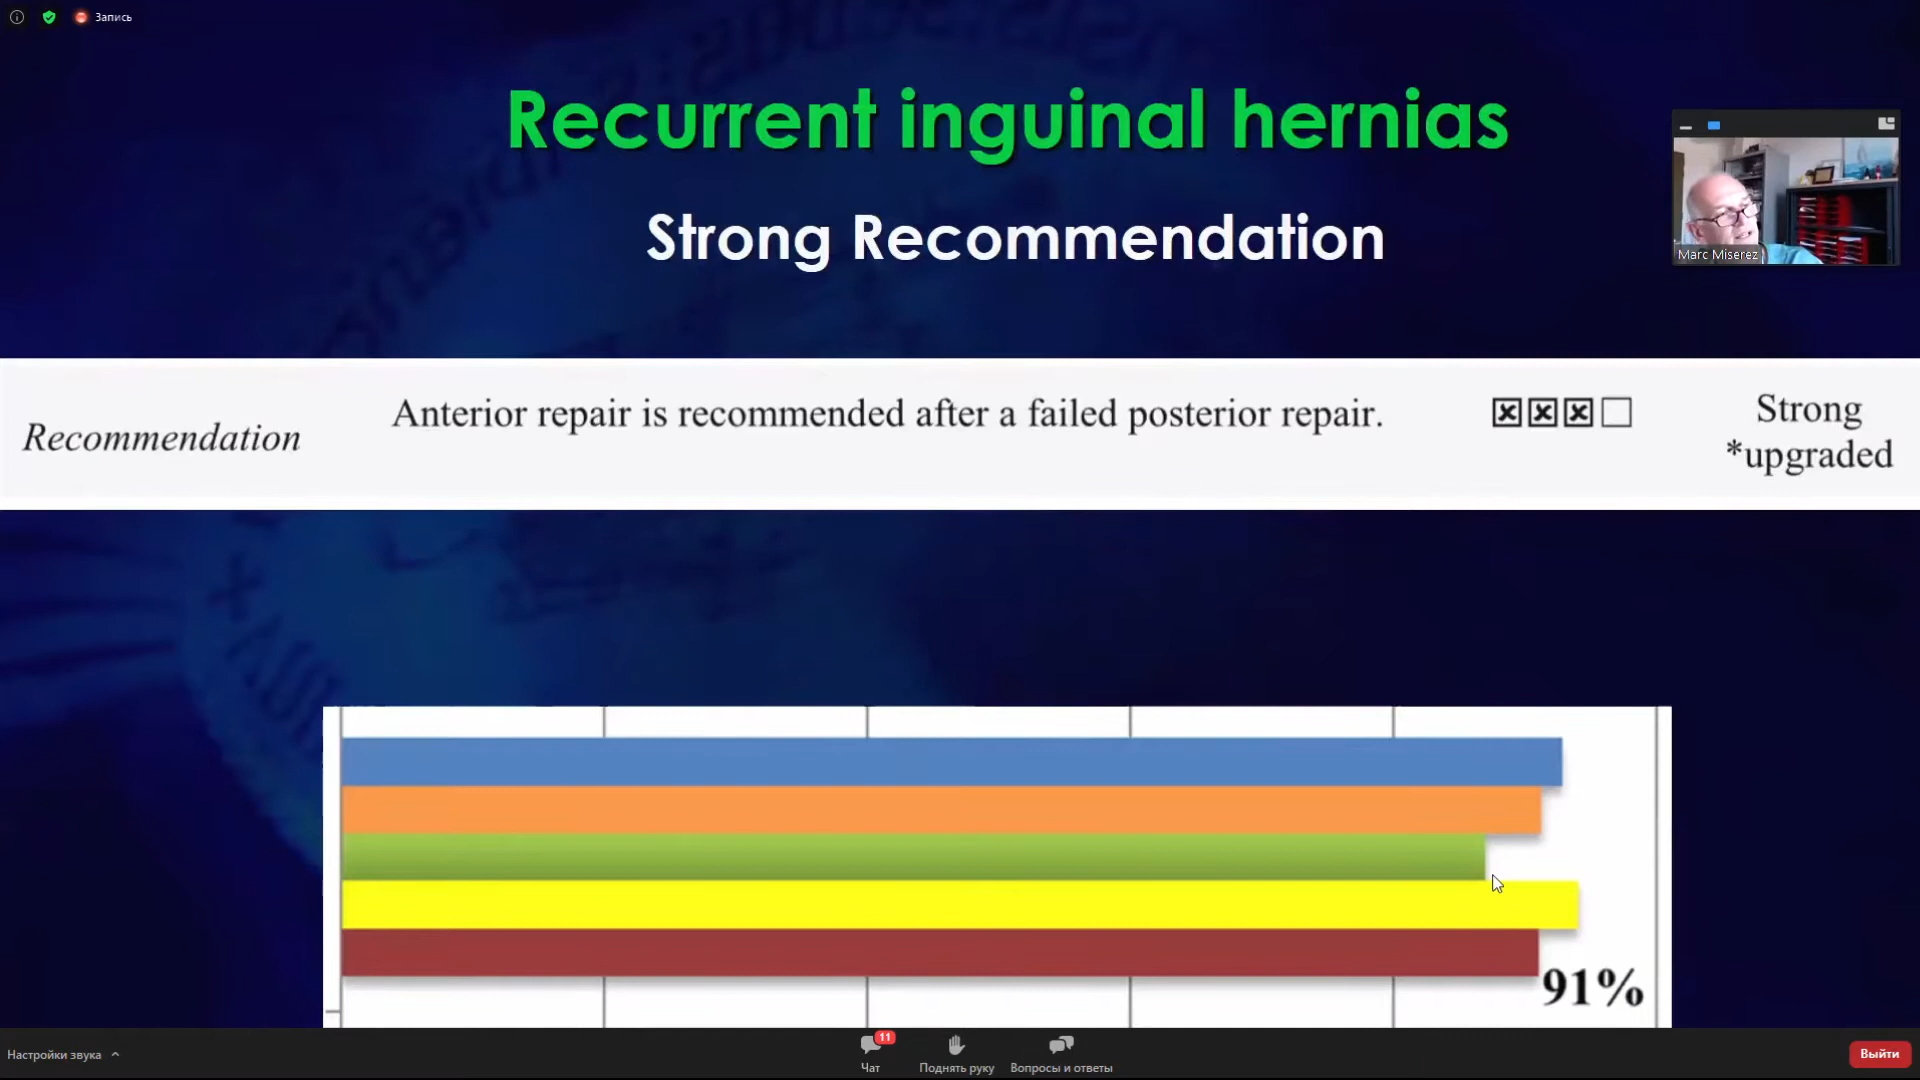 Запись
Recurrent inguinal hernias
Strong Recommendation
Marc Miserez
Recommendation
Anterior repair is recommended after a failed posterior repair.
Strong
*upgraded
91%
Настройки звука
11
Чат
Поднять руку
Вопросы и ответы
Выйти